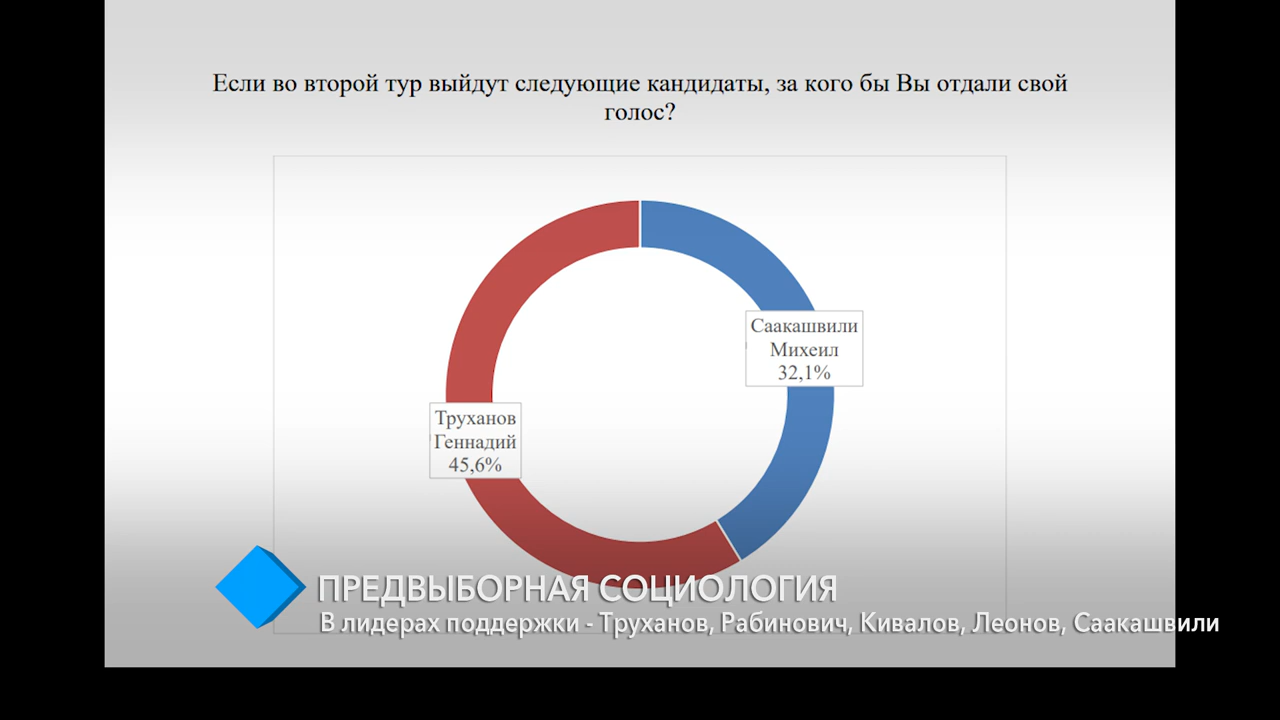 Если во второй тур выйдут следующие кандидаты, за кого бы Вы отдали свой
голос?
Саакашвили
Михеил
32,1%
Труханов
Геннадий
45,6%
ПРЕДВЫБОРНАЯ СОЦИОЛОГИЯ
В лидерах поддержки - Труханов, Рабинович, Кивалов, Леонов, Саакашвили